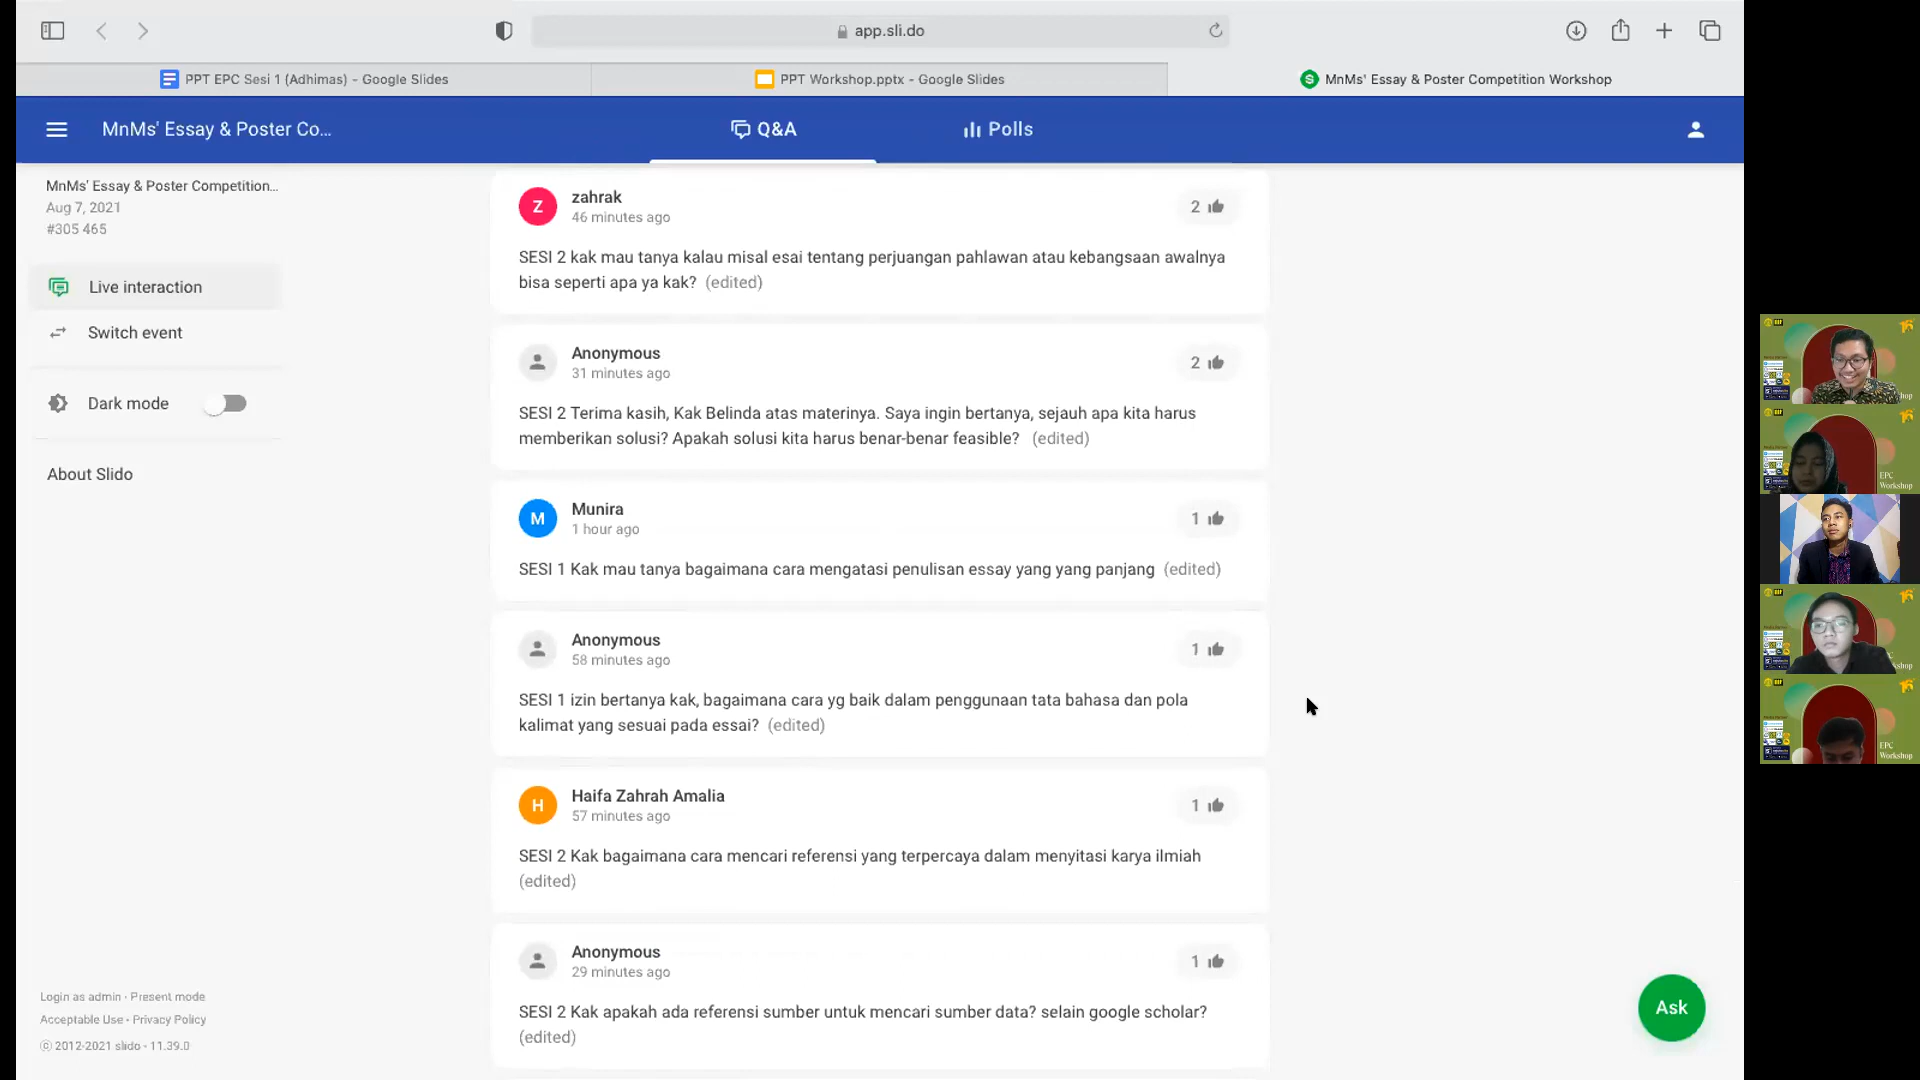 app.sli.do
PPT EPC Sesi 1 (Adhimas) - Google Slides
PPT Workshop.pptx - Google Slides
S
MnMs' Essay & Poster Competition Workshop
MnMs' Essay & Poster Co...
Q&A
Polls
MnMs' Essay & Poster Competition...
Aug 7, 2021
#305 465
Live interaction
Switch event
Dark mode
About Slido
Z
zahrak
46 minutes ago
2
SESI 2 kak mau tanya kalau misal esai tentang perjuangan pahlawan atau kebangsaan awalnya
bisa seperti apa ya kak? (edited)
Anonymous
31 minutes ago
2
SESI 2 Terima kasih, Kak Belinda atas materinya. Saya ingin bertanya, sejauh apa kita harus
memberikan solusi? Apakah solusi kita harus benar-benar feasible? (edited)
M
Munira
1 hour ago
1
SESI 1 Kak mau tanya bagaimana cara mengatasi penulisan essay yang yang panjang (edited)
Anonymous
58 minutes ago
1
SESI 1 izin bertanya kak, bagaimana cara yg baik dalam penggunaan tata bahasa dan pola
kalimat yang sesuai pada essai? (edited)
H
Haifa Zahrah Amalia
57 minutes ago
1
SESI 2 Kak bagaimana cara mencari referensi yang terpercaya dalam menyitasi karya ilmiah
(edited)
Anonymous
29 minutes ago
1
SESI 2 Kak apakah ada referensi sumber untuk mencari sumber data? selain google scholar?
(edited)
Login as admin · Present mode
Acceptable Use · Privacy Policy
© 2012-2021 slido - 11.39.0
Ask
EPC
Workshop
EPC
Workshop